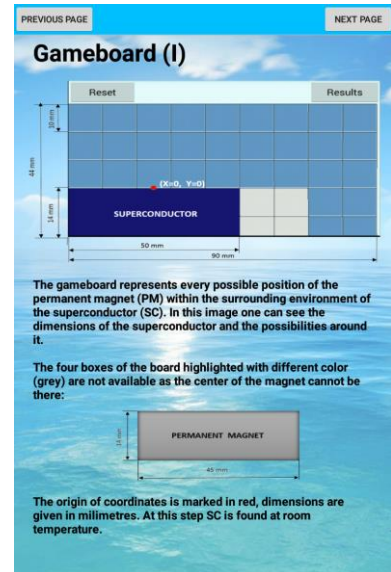 PREVIOUS PAGE
NEXT PAGE
Gameboard (I)
Reset
Results
10 mm
44 mm
(X=0, Y=0)
14 mm
SUPERCONDUCTOR
50 mm
90 mm
The gameboard represents every possible position of the
permanent magnet (PM) within the surrounding environment of
the superconductor (SC). In this image one can see the
dimensions of the superconductor and the possibilities around
it.
The four boxes of the board highlighted with different color
(grey) are not available as the center of the magnet cannot be
there:
14 mm
PERMANENT MAGNET
45 mm
The origin of coordinates is marked in red, dimensions are
given in milimetres. At this step SC is found at room
temperature.